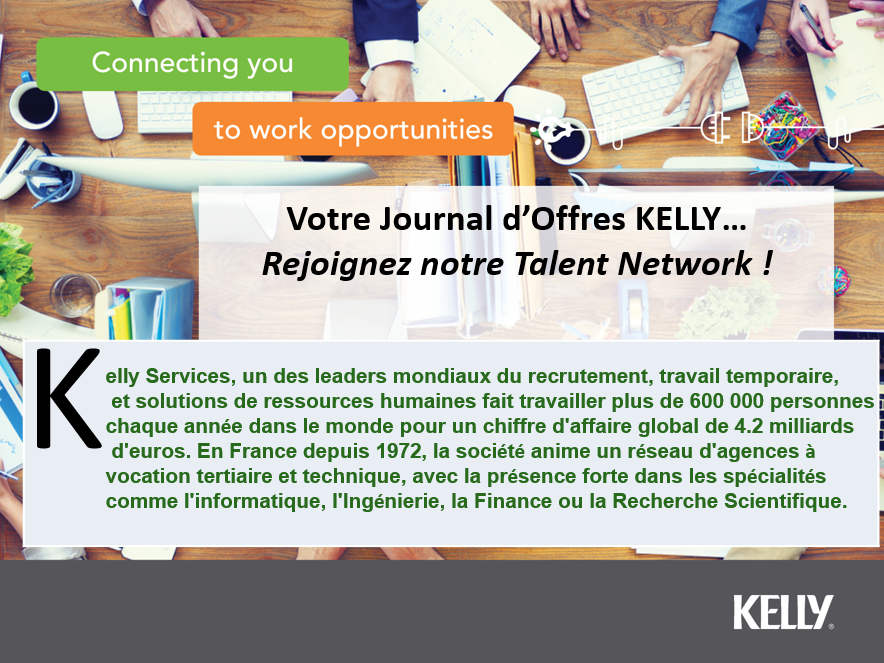 Connecting you
to work opportunities
Votre Journal d’Offres KELLY…
Rejoignez notre Talent Network !
Kelly Services, un des leaders mondiaux du recrutement, travail temporaire,
et solutions de ressources humaines fait travailler plus de 600 000 personnes
chaque année dans le monde pour un chiffre d'affaire global de 4.2 milliards
d'euros. En France depuis 1972, la société anime un réseau d'agences à
vocation tertiaire et technique, avec la présence forte dans les spécialités
comme l'informatique, l'Ingénierie, la Finance ou la Recherche Scientifique.
KELLY®